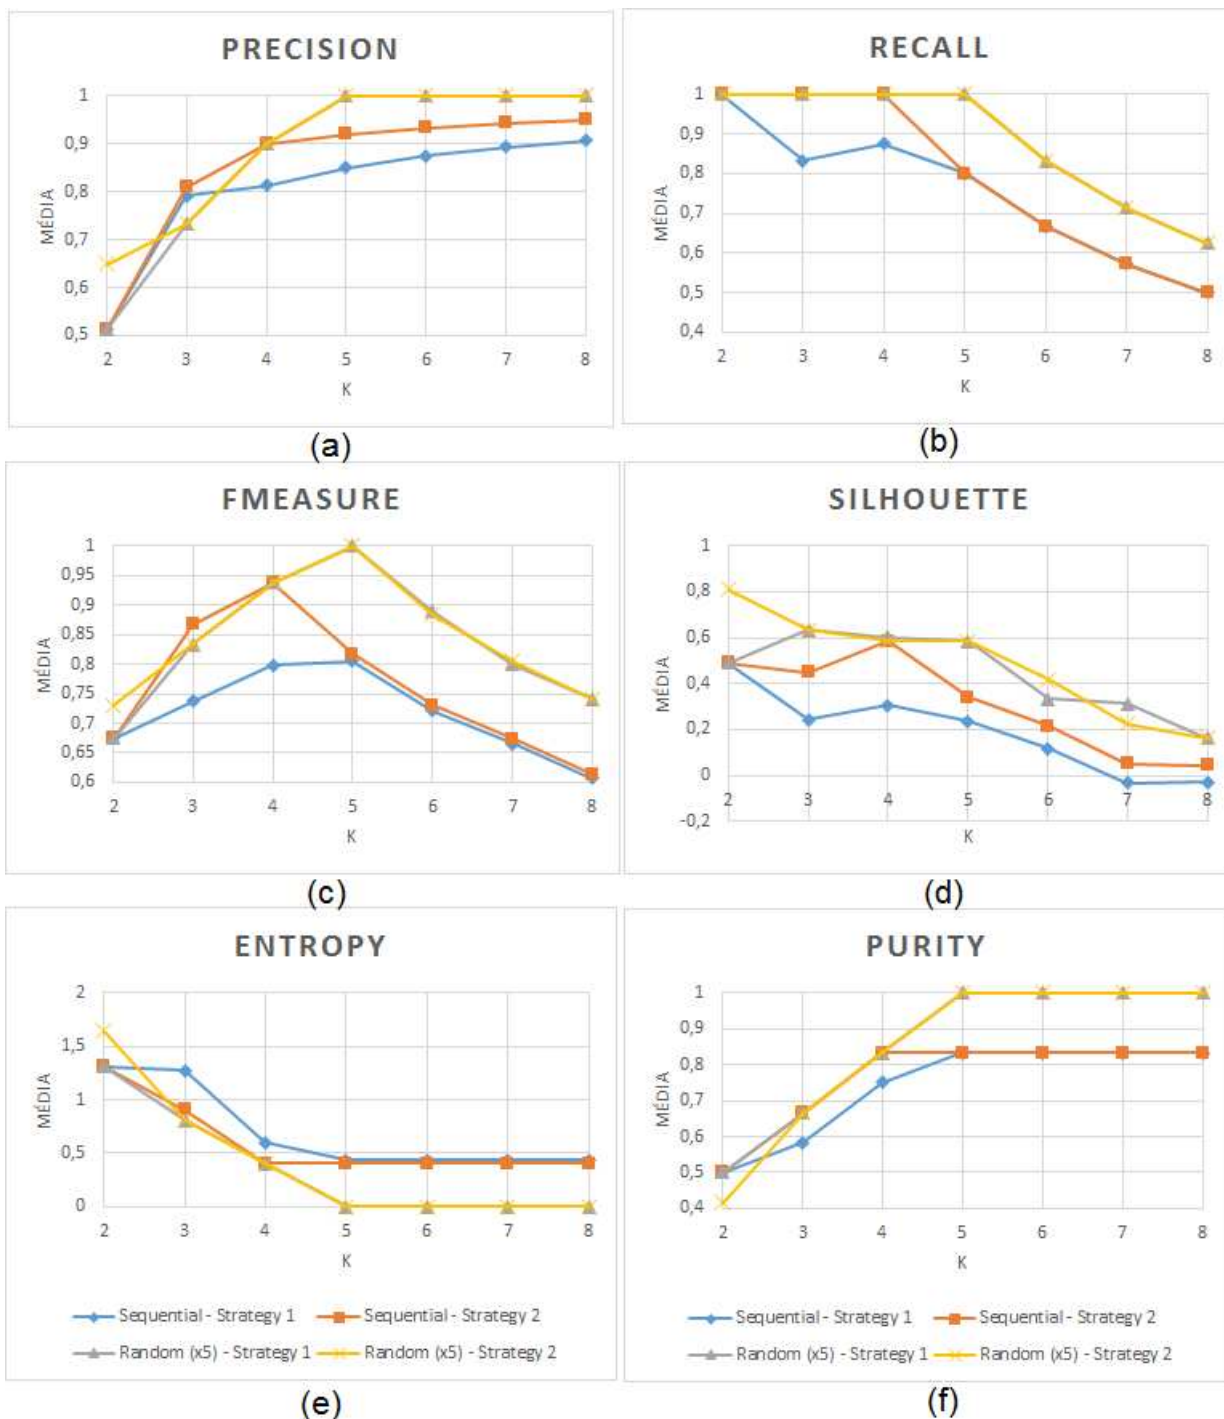 PRECISION
1
0,9
0,8
0,7
0,6
0,5
MÉDIA
2 3 4 5 6 7 8
K
(a)
RECALL
1
0,9
0,8
0,7
0,6
0,5
0,4
MÉDIA
2 3 4 5 6 7 8
K
(b)
FMEASURE
1
0,95
0,9
0,85
0,8
0,75
0,7
0,65
0,6
MÉDIA
2 3 4 5 6 7 8
K
(c)
SILHOUETTE
1
0,8
0,6
0,4
0,2
0
-0,2
MÉDIA
2 3 4 5 6 7 8
K
(d)
ENTROPY
2
1,5
1
0,5
0
MÉDIA
2 3 4 5 6 7 8
K
Sequential - Strategy 1 Sequential - Strategy 2
Random (x5) - Strategy 1 Random (x5) - Strategy 2
(e)
PURITY
1
0,9
0,8
0,7
0,6
0,5
0,4
MÉDIA
2 3 4 5 6 7 8
K
Sequential - Strategy 1 Sequential - Strategy 2
Random (x5) - Strategy 1 Random (x5) - Strategy 2
(f)